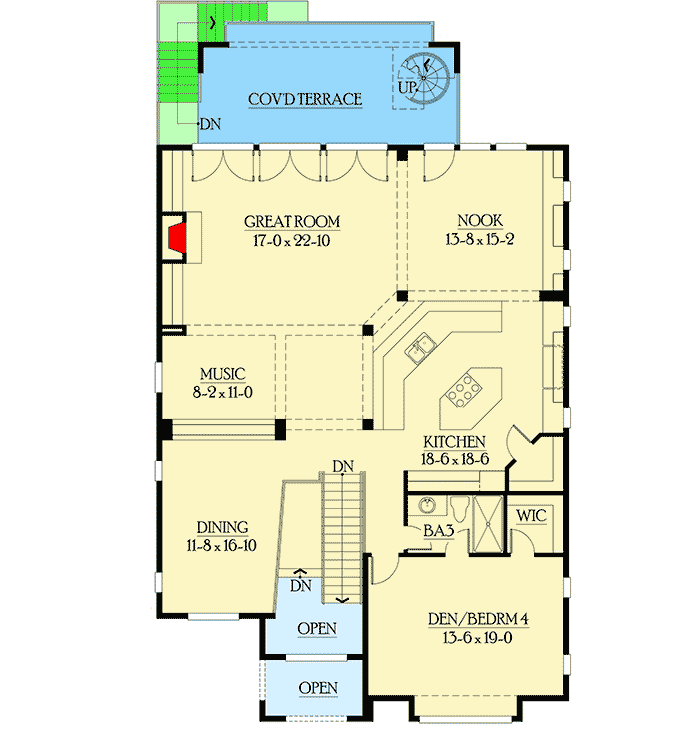 UP
COV'D TERRACE
DN
GREAT ROOM
17-0 x 22-10
NOOK
13-8 x 15-2
MUSIC
8-2 x 11-0
KITCHEN
18-6 x 18-6
DN
DINING
11-8 x 16-10
BA3
WIC
DN
OPEN
DEN/BEDRM 4
13-6 x 19-0
OPEN